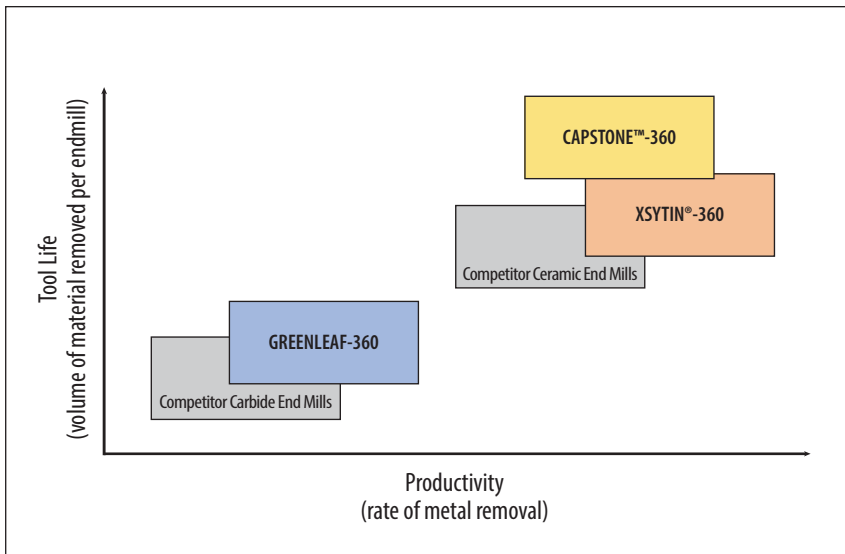 Tool Life
(volume of material removed per endmill)
CAPSTONE™-360
XSYTIN®-360
Competitor Ceramic End Mills
GREENLEAF-360
Competitor Carbide End Mills
Productivity
(rate of metal removal)